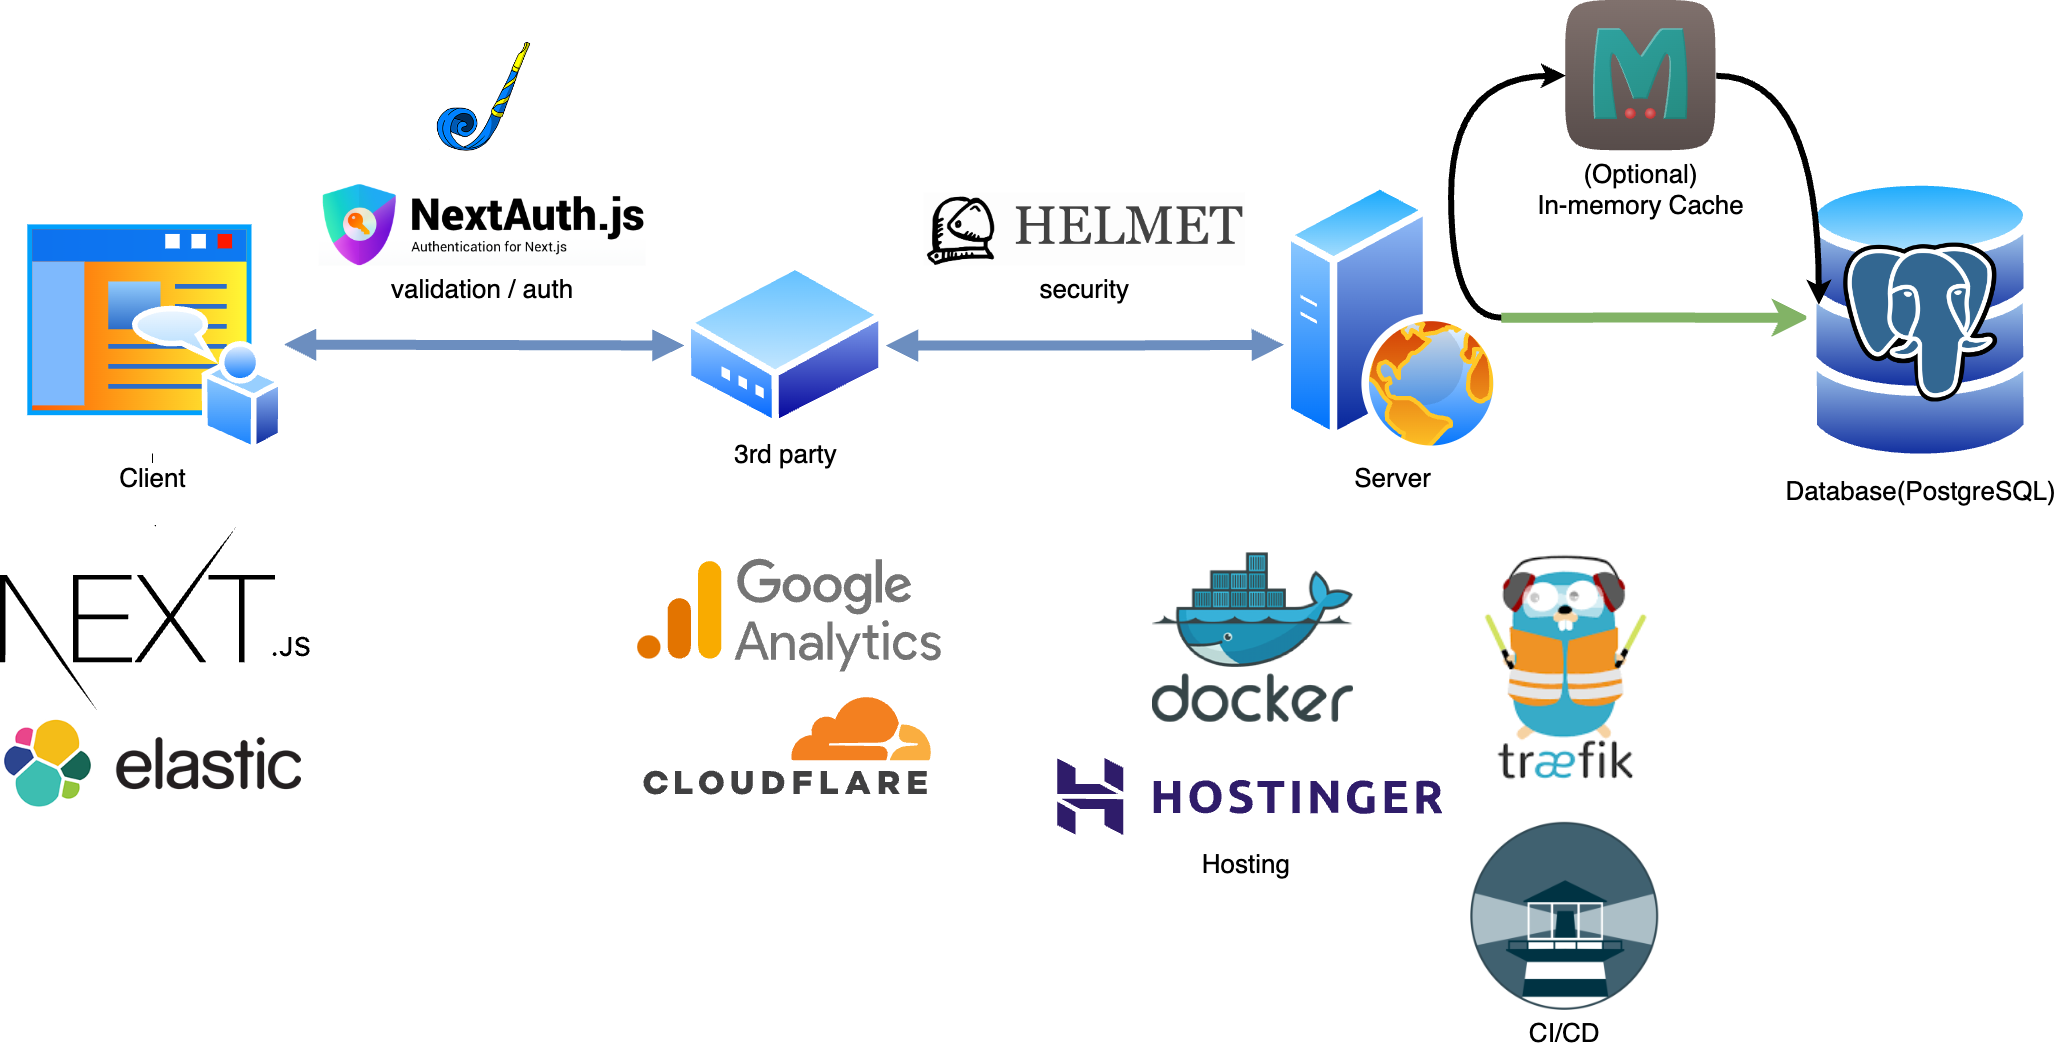 (Optional)
In-memory Cache
NextAuth.js
Authentication for Next.js
validation / auth
HELMET
security
Client
3rd party
Server
Database(PostgreSQL)
NEXT.JS
elastic
Google
Analytics
CLOUDFLARE
docker
HOSTINGER
Hosting
træfik
CI/CD